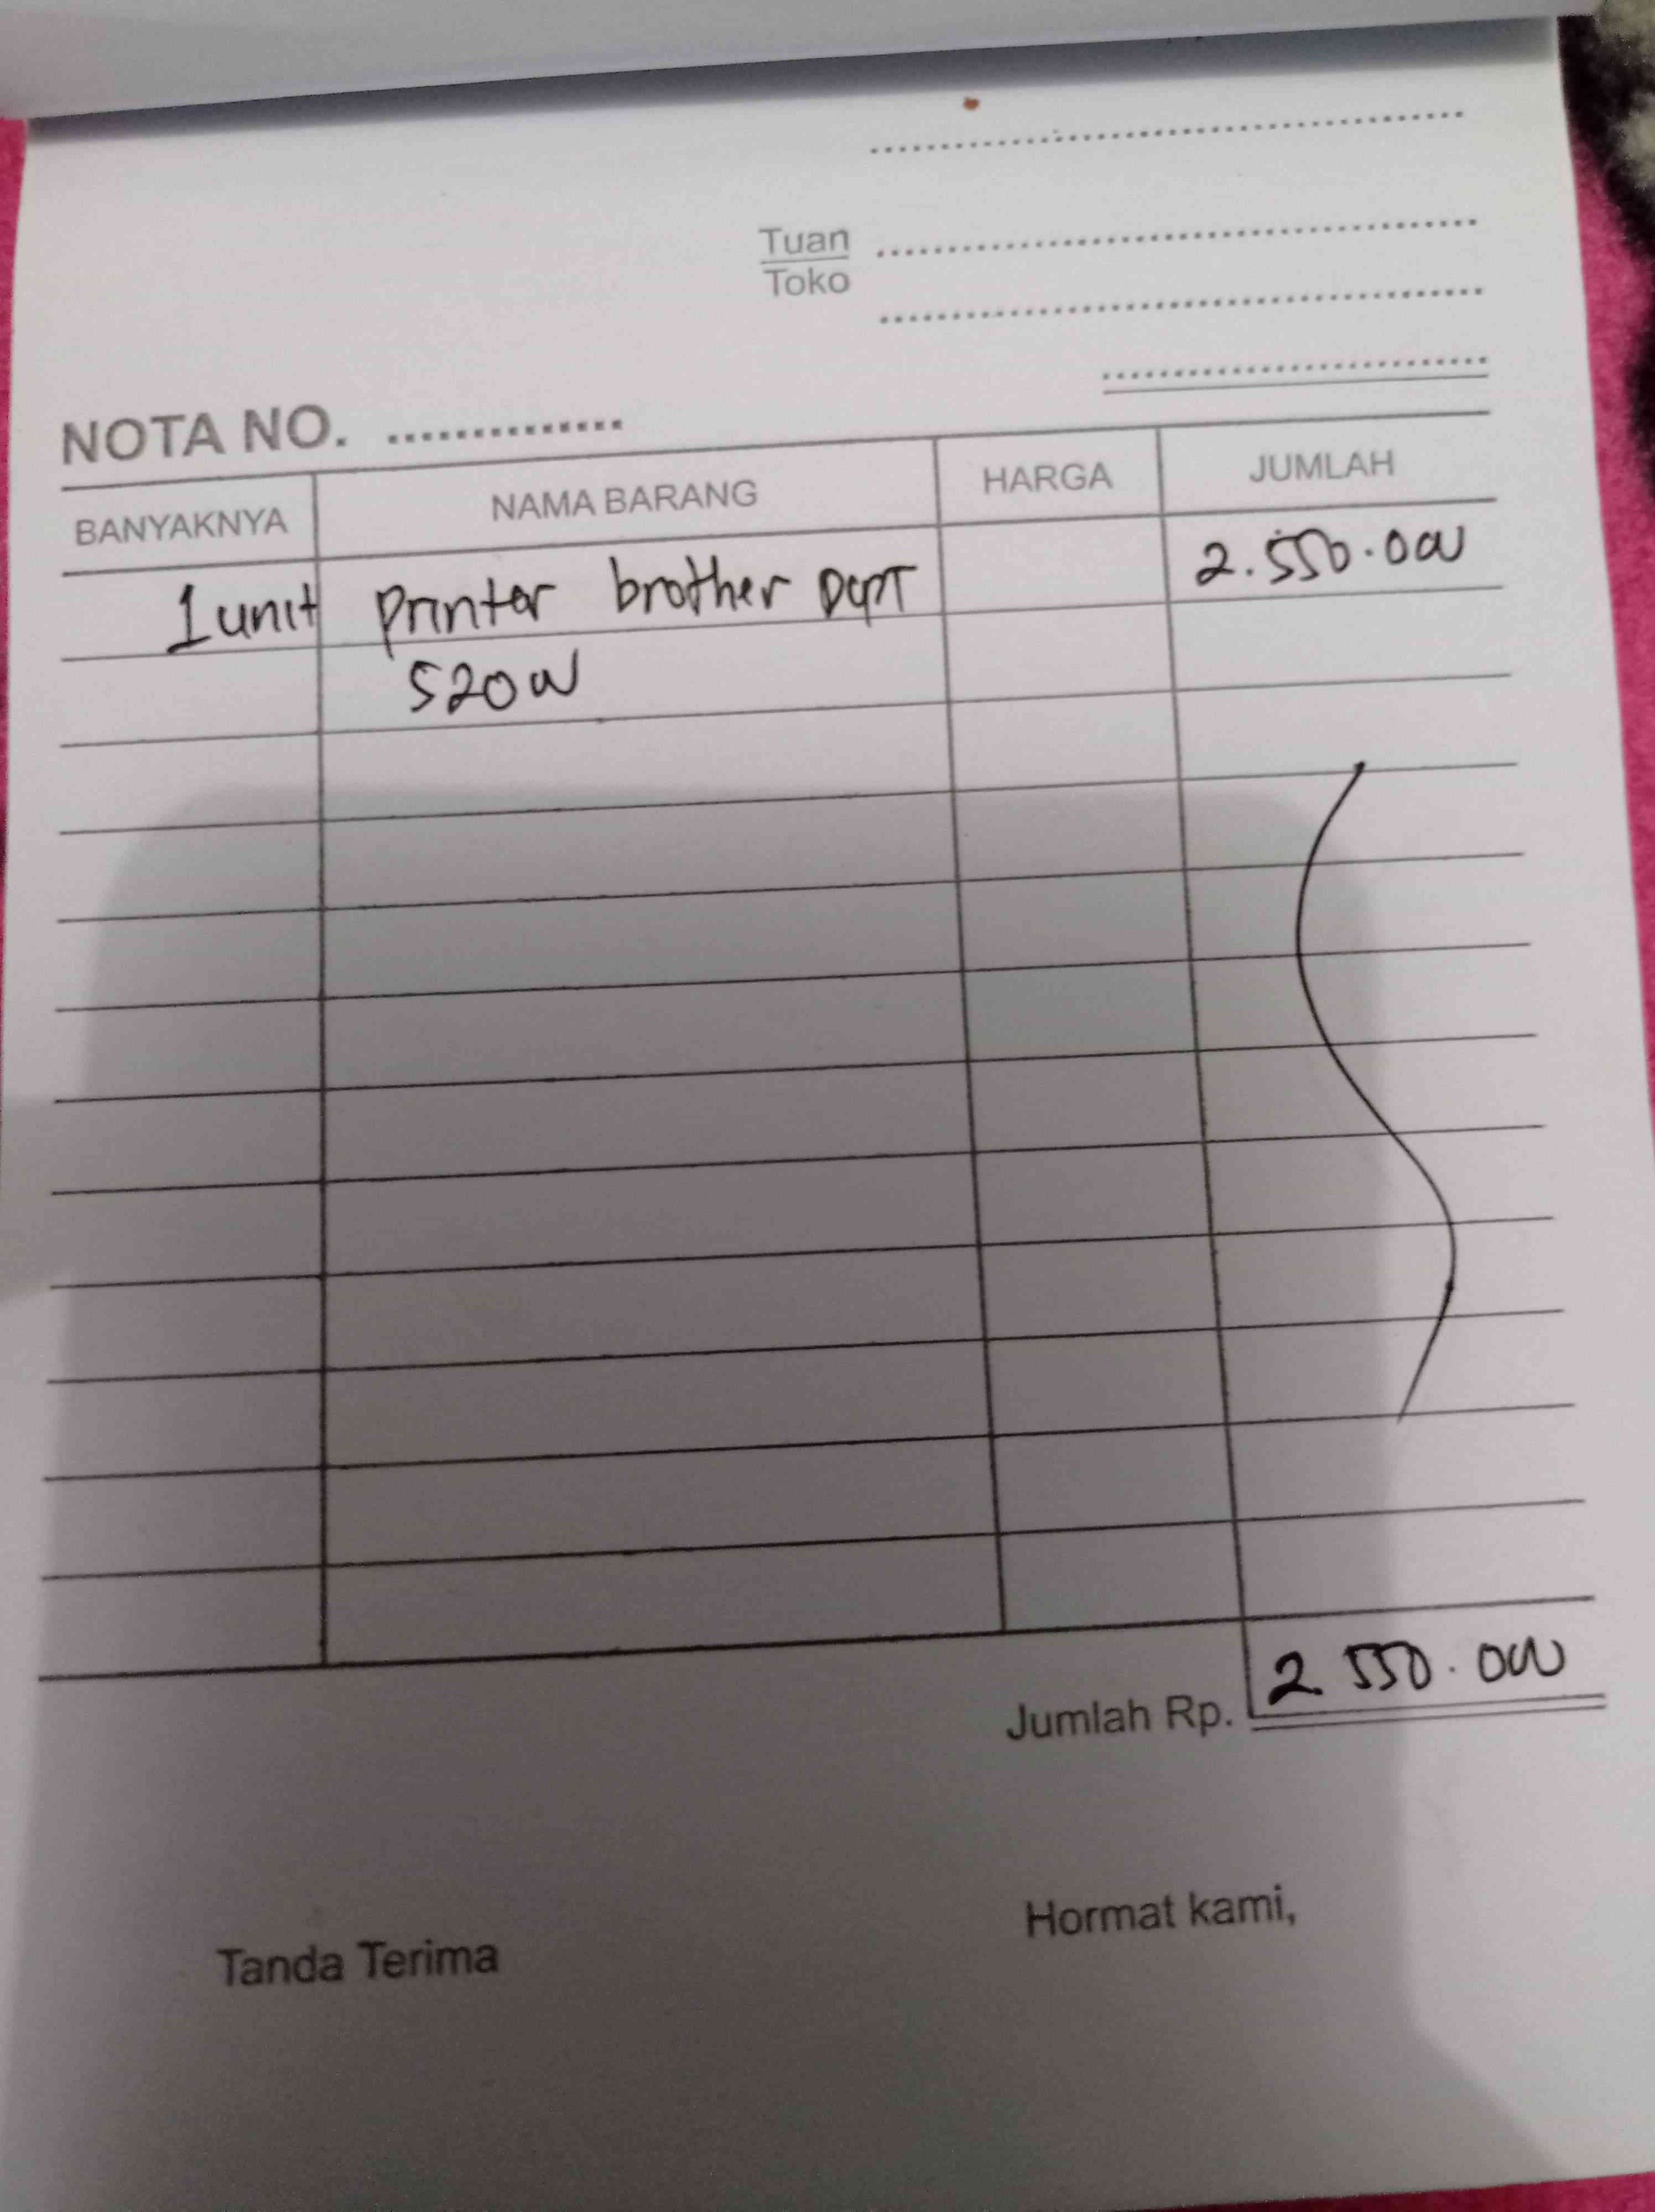 Tuan
Toko
NOTA NO. ...............
BANYAKNYA NAMA BARANG HARGA JUMLAH
1 unit printer brother DCPT 2.550.000
520W
Jumlah Rp. 2 550.000
Tanda Terima Hormat kami,